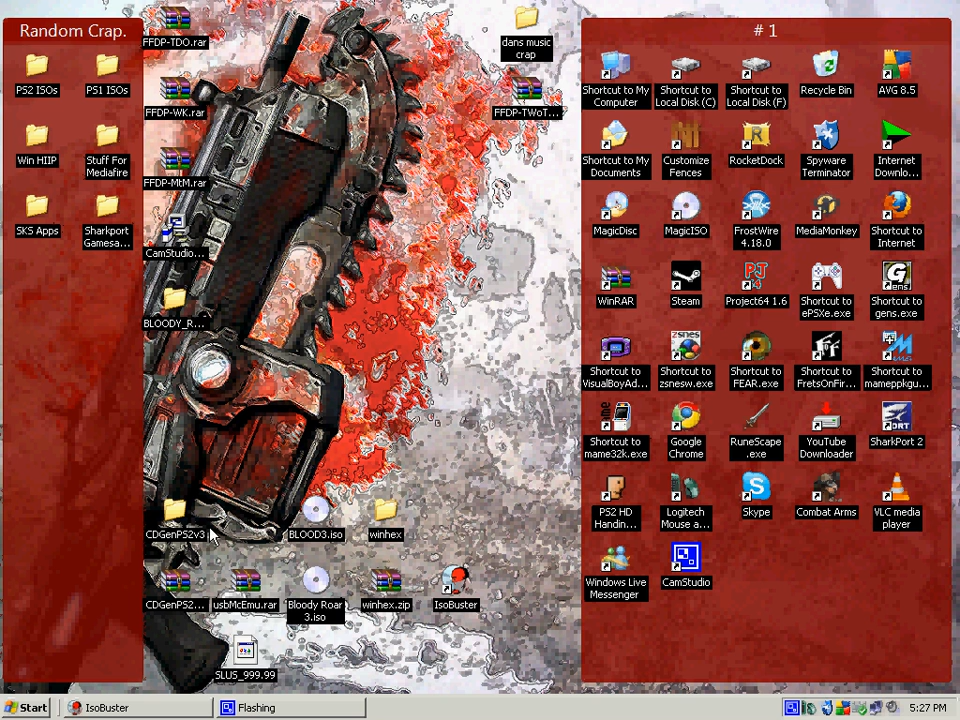 Random Crap.
PS2 ISOs
PS1 ISOs
Win HIIP
Stuff For
Mediafire
SKS Apps
Sharkport
Gamesa...
FFDP-TDO.rar
FFDP-WK.rar
FFDP-MtM.rar
CamStudio...
BLOODY_R...
dans music
crap
FFDP-TWoT...
CDGenPS2v3
BLOOD3.iso
winhex
CDGenPS2...
usbMcEmu.rar
Bloody Roar
3.iso
winhex.zip
IsoBuster
SLUS_999.99
# 1
Shortcut to My
Computer
Shortcut to
Local Disk (C)
Shortcut to
Local Disk (F)
Recycle Bin
AVG 8.5
Shortcut to My
Documents
Customize
Fences
RocketDock
Spyware
Terminator
Internet
Downlo...
MagicDisc
MagicISO
FrostWire
4.18.0
MediaMonkey
Shortcut to
Internet
WinRAR
Steam
Project64 1.6
Shortcut to
ePSXe.exe
Shortcut to
gens.exe
Shortcut to
VisualBoyAd...
Shortcut to
zsnesw.exe
Shortcut to
FEAR.exe
Shortcut to
FretsOnFir...
Shortcut to
mameppkgu...
Shortcut to
mame32k.exe
Google
Chrome
RuneScape
.exe
YouTube
Downloader
SharkPort 2
PS2 HD
Handin...
Logitech
Mouse a...
Skype
Combat Arms
VLC media
player
Windows Live
Messenger
CamStudio
Start
IsoBuster
Flashing
5:27 PM